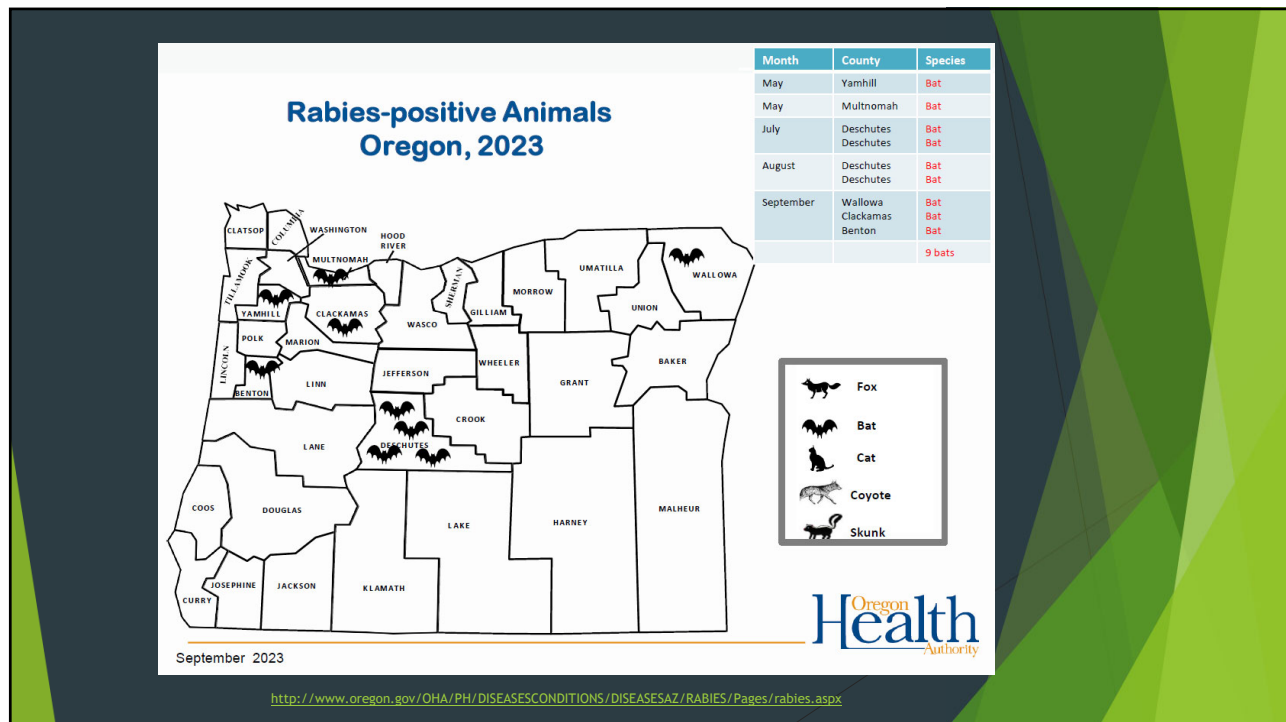 Rabies-positive Animals
Oregon, 2023
Month County Species
May Yamhill Bat
May Multnomah Bat
July Deschutes Bat
Deschutes Bat
August Deschutes Bat
Deschutes Bat
September Wallowa Bat
Clackamas Bat
Benton Bat
9 bats
CLATSOP
COLUMBIA
WASHINGTON
HOOD
RIVER
MULTNOMAH
TILLAMOOK
YAMHILL
CLACKAMAS
WASCO
SHERMAN
GILLIAM
MORROW
UMATILLA
UNION
WALLOWA
POLK
MARION
LINCOLN
BENTON
LINN
JEFFERSON
WHEELER
GRANT
BAKER
CROOK
DESCHUTES
LANE
COOS
DOUGLAS
LAKE
HARNEY
MALHEUR
CURRY
JOSEPHINE
JACKSON
KLAMATH
Fox
Bat
Cat
Coyote
Skunk
Oregon
Health
Authority
September 2023
http://www.oregon.gov/OHA/PH/DISEASESCONDITIONS/DISEASESAZ/RABIES/Pages/rabies.aspx